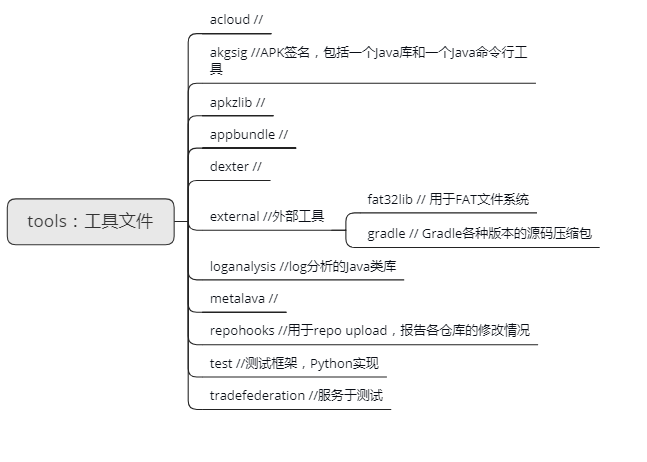 acloud //
akgsig //APK签名，包括一个Java库和一个Java命令行工
具
apkzlib //
appbundle //
dexter //
tools：工具文件
external //外部工具
fat32lib // 用于FAT文件系统
gradle // Gradle各种版本的源码压缩包
loganalysis //log分析的Java类库
metalava //
repohooks //用于repo upload，报告各仓库的修改情况
test //测试框架，Python实现
tradefederation //服务于测试